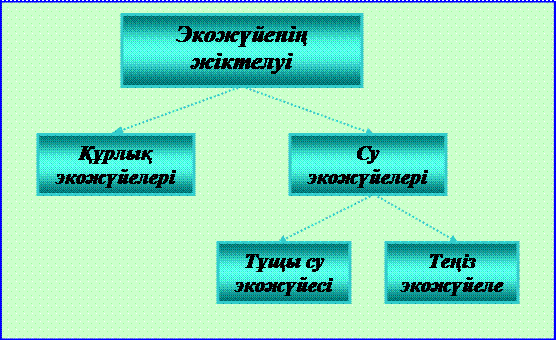 Экожүйенің
жіктелуі
Құрлық
экожүйелері
Су
экожүйелері
Тұщы су
экожүйесі
Теңіз
экожүйеле